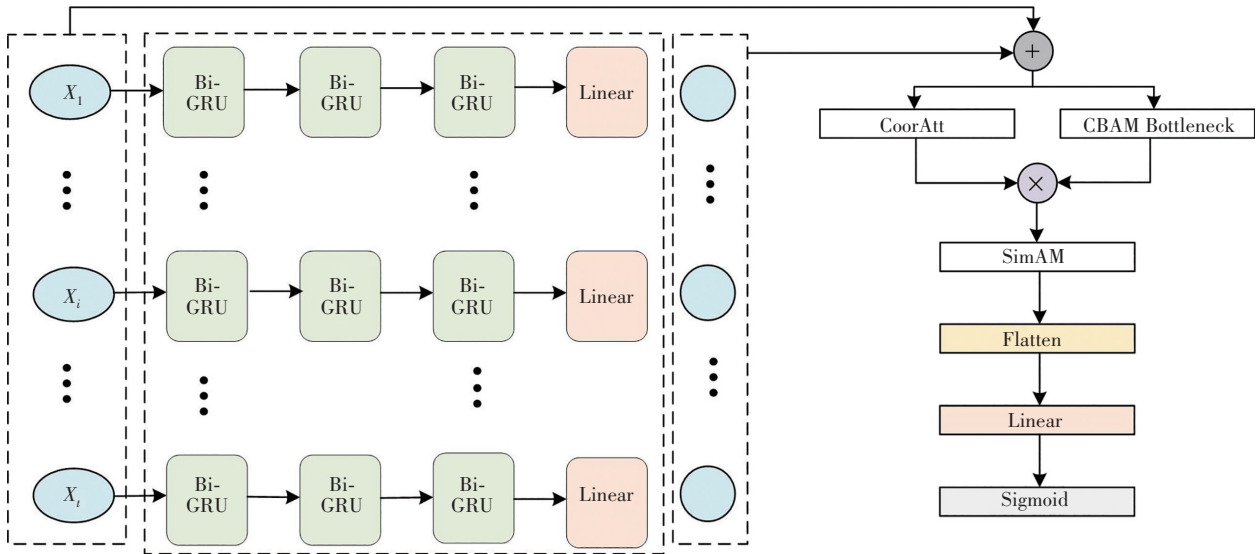 X1
Bi-
GRU
Bi-
GRU
Bi-
GRU
Linear
Xi
Bi-
GRU
Bi-
GRU
Bi-
GRU
Linear
Xt
Bi-
GRU
Bi-
GRU
Bi-
GRU
Linear
+
CoorAtt
CBAM Bottleneck
×
SimAM
Flatten
Linear
Sigmoid